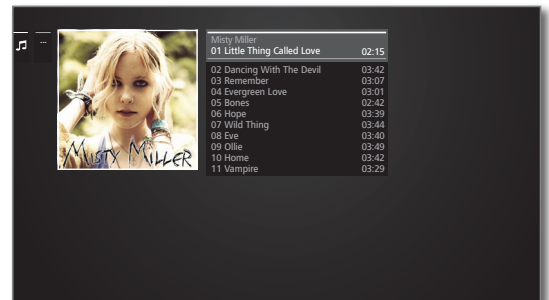 ...
MISTY MILLER
Misty Miller
01 Little Thing Called Love 02:15
02 Dancing With The Devil 03:42
03 Remember 03:07
04 Evergreen Love 03:01
05 Bones 02:42
06 Hope 03:39
07 Wild Thing 03:44
08 Eve 03:40
09 Ollie 03:49
10 Home 03:42
11 Vampire 03:29